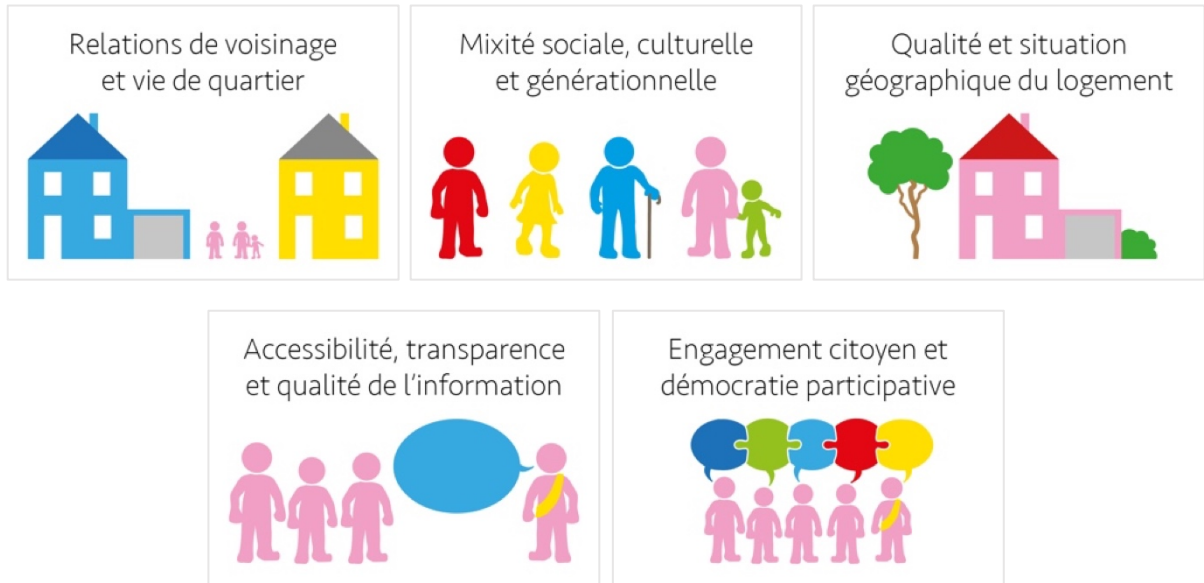 Relations de voisinage
et vie de quartier
Mixité sociale, culturelle
et générationnelle
Qualité et situation
géographique du logement
Accessibilité, transparence
et qualité de l’information
Engagement citoyen et
démocratie participative